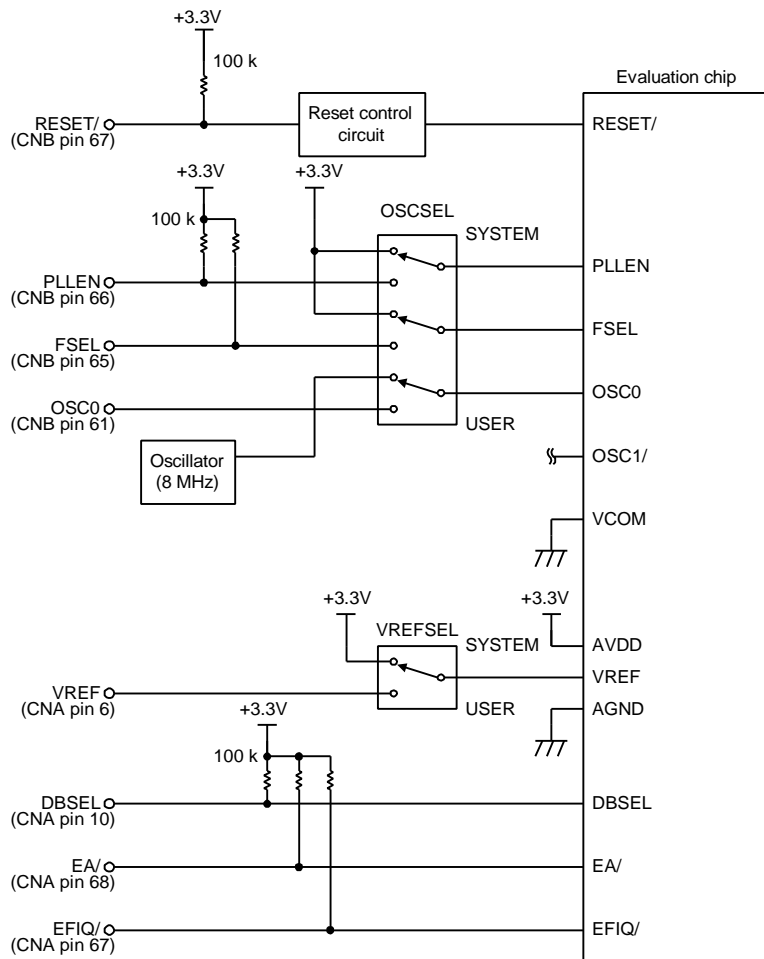 +3.3V
100 k
Evaluation chip
RESET/
(CNB pin 67)
Reset control
circuit
RESET/
+3.3V
+3.3V
OSCSEL
100 k
SYSTEM
PLLEN
(CNB pin 66)
PLLEN
FSEL
(CNB pin 65)
FSEL
OSC0
(CNB pin 61)
OSC0
USER
Oscillator
(8 MHz)
OSC1/
VCOM
+3.3V
+3.3V
VREFSEL
SYSTEM
AVDD
VREF
(CNA pin 6)
VREF
USER
AGND
+3.3V
100 k
DBSEL
(CNA pin 10)
DBSEL
EA/
(CNA pin 68)
EA/
EFIQ/
(CNA pin 67)
EFIQ/